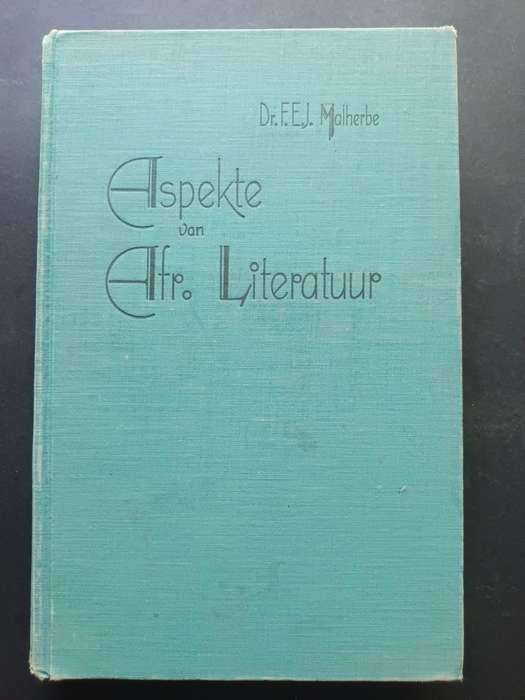 Dr. F.E.J. Malherbe
Aspekte
van
Afr. Literatuur